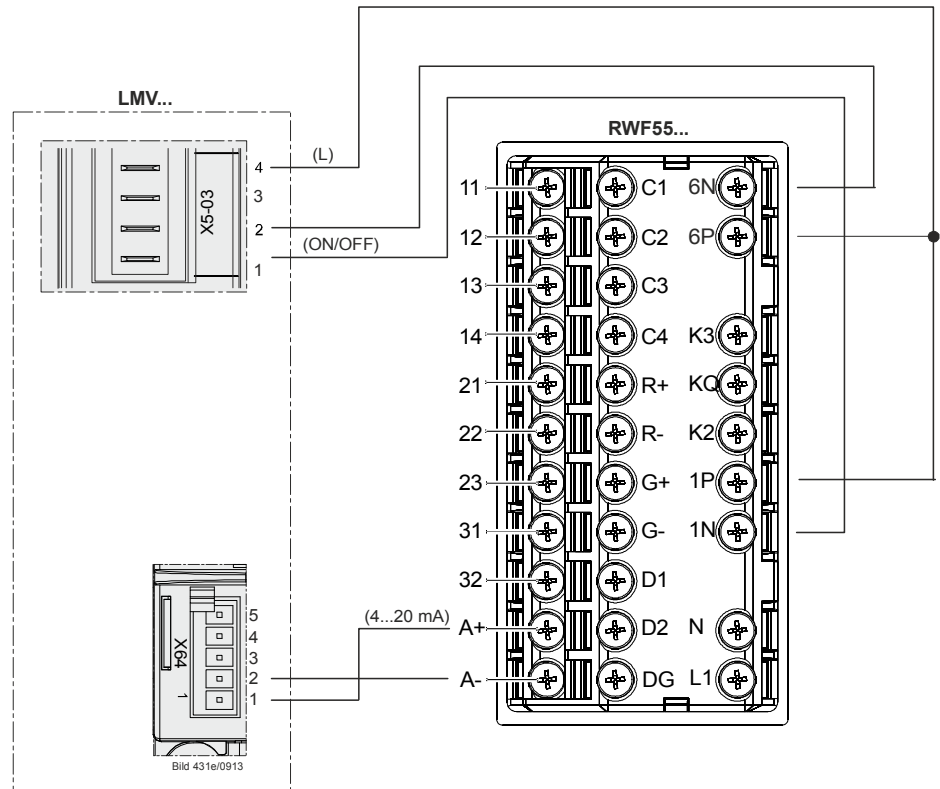 LMV...
RWF55...
X5-03
4
3
2
1
(L)
(ON/OFF)
11
C1
6N
12
C2
6P
13
C3
14
C4
K3
21
R+
KQ
22
R-
K2
23
G+
1P
31
G-
1N
32
D1
A+
D2
N
A-
DG
L1
(4...20 mA)
X64
1
5
4
3
2
1
Bild 431e/0913